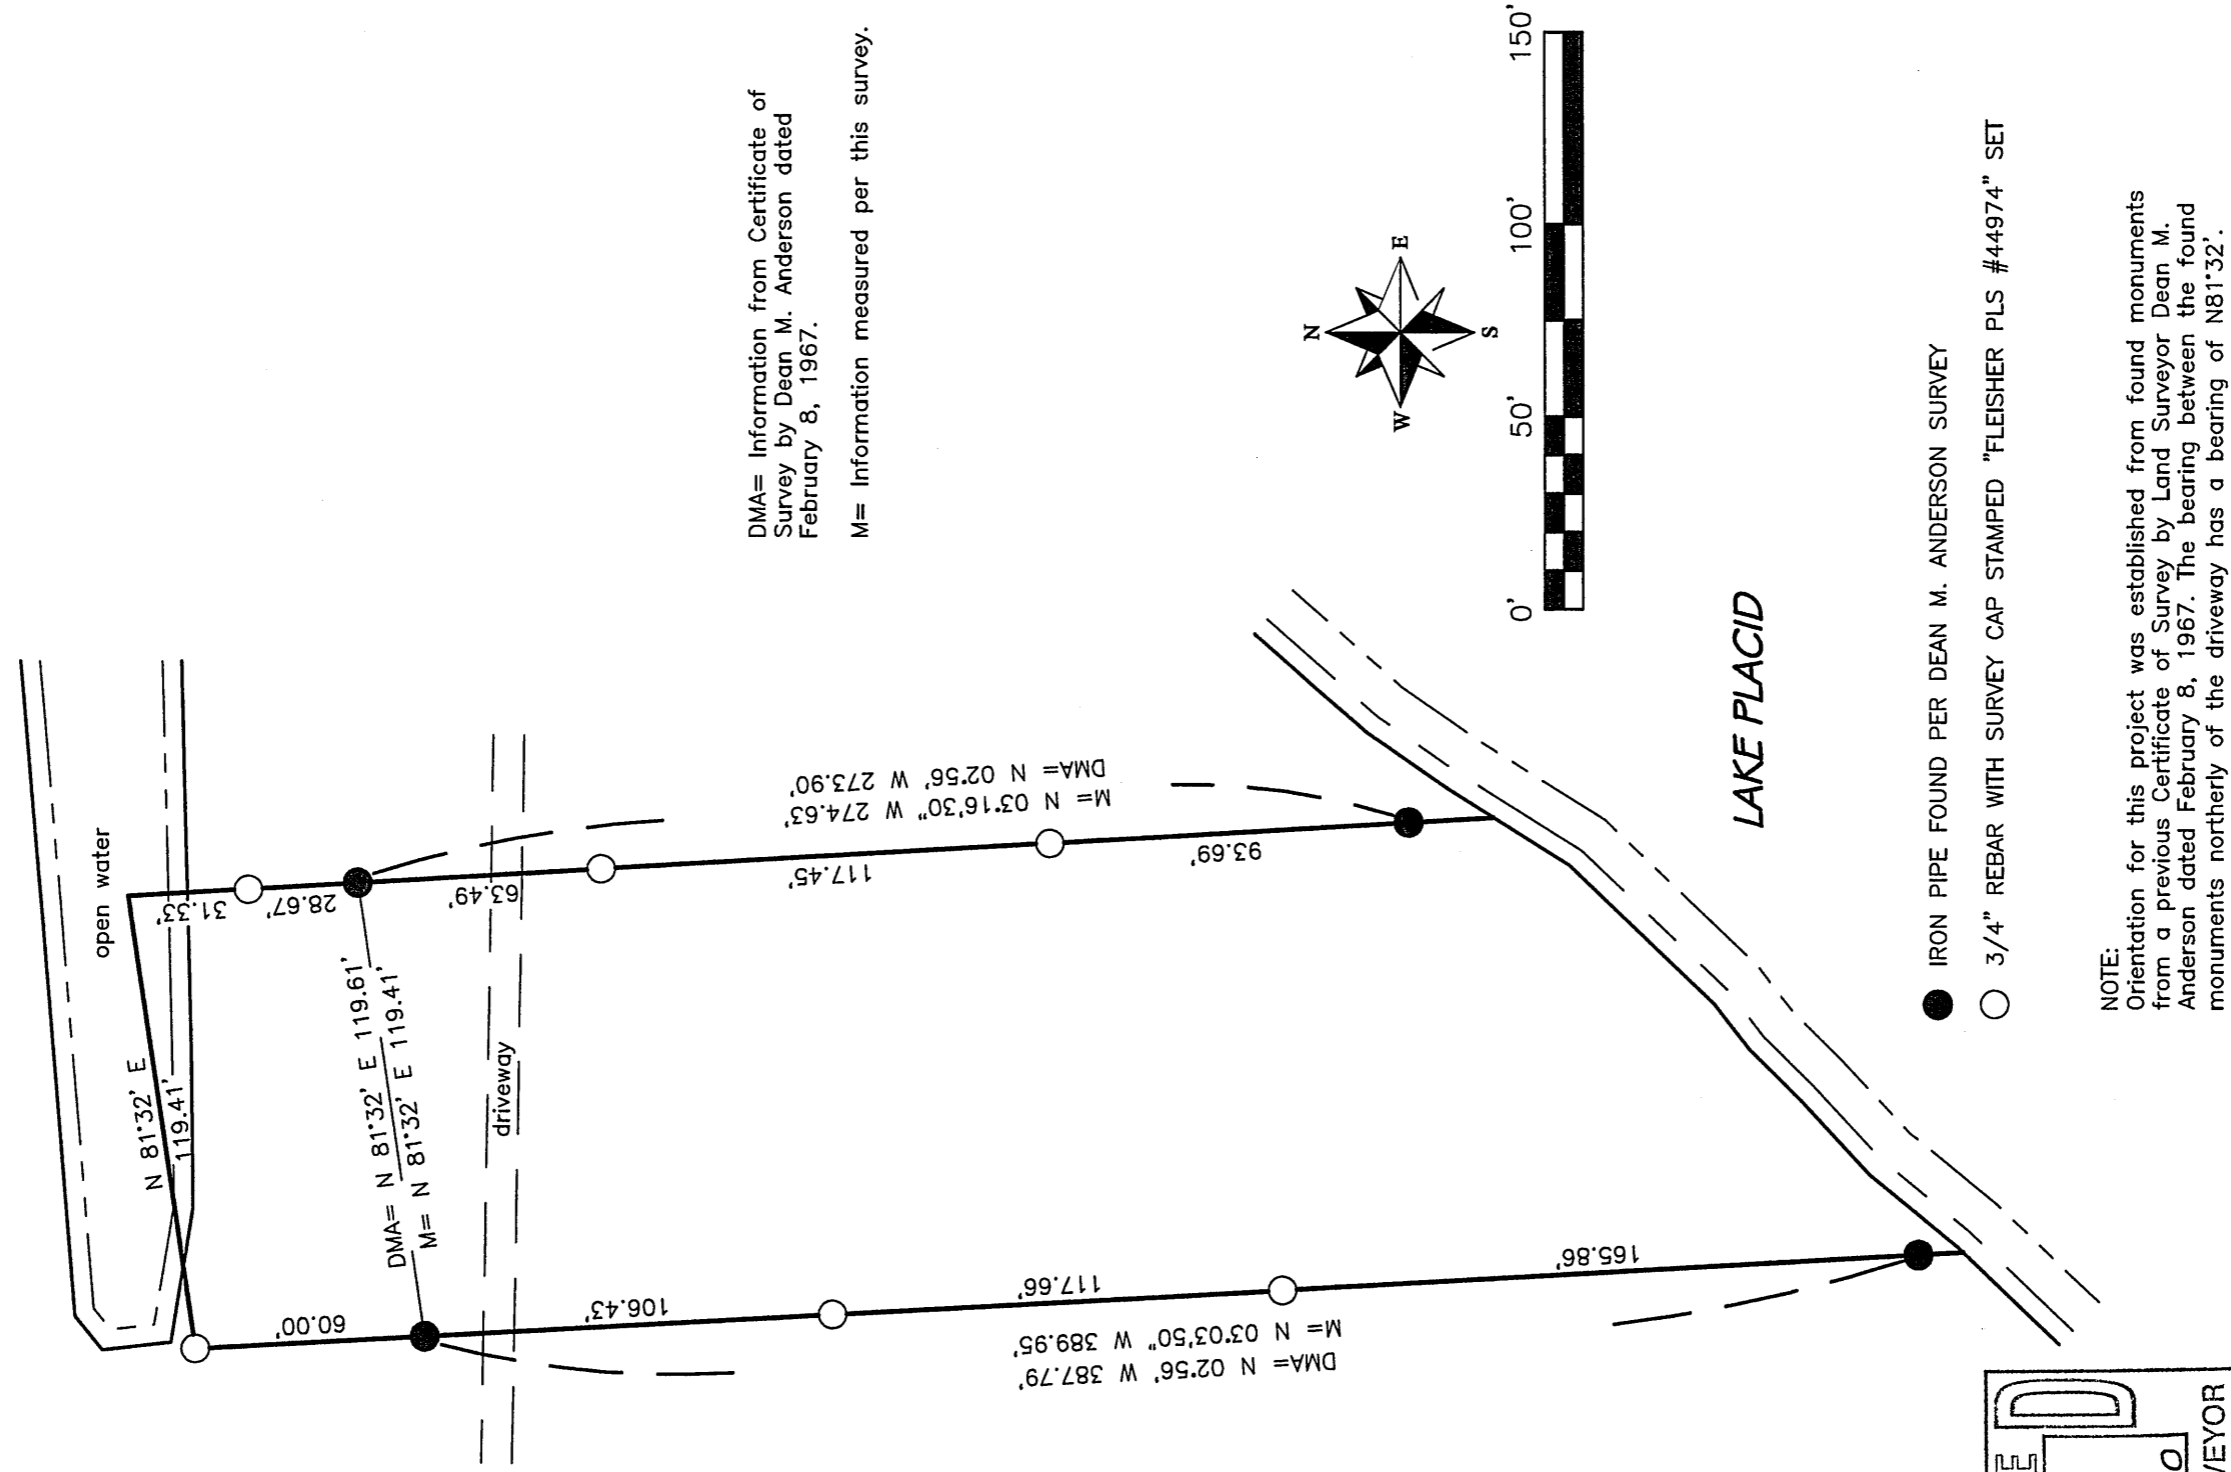 open water
N 81°32' E
119.41'
31.33'
28.67'
DMA= N 81°32' E 119.61'
M= N 81°32' E 119.41'
60.00'
63.49'
driveway
106.43'
117.45'
M= N 03°16'30" W 274.63'
DMA= N 02°56' W 273.90'
93.69'
117.66'
DMA= N 02°56' W 387.79'
M= N 03°03'50" W 389.95'
165.86'
DMA= Information from Certificate of
Survey by Dean M. Anderson dated
February 8, 1967.
M= Information measured per this survey.
N
E
S
W
0' 50' 100' 150'
LAKE PLACID
IRON PIPE FOUND PER DEAN M. ANDERSON SURVEY
3/4" REBAR WITH SURVEY CAP STAMPED "FLEISHER PLS #44974" SET
NOTE:
Orientation for this project was established from found monuments
from a previous Certificate of Survey by Land Surveyor Dean M.
Anderson dated February 8, 1967. The bearing between the found
monuments northerly of the driveway has a bearing of N81°32'.
E D
O
VEYOR